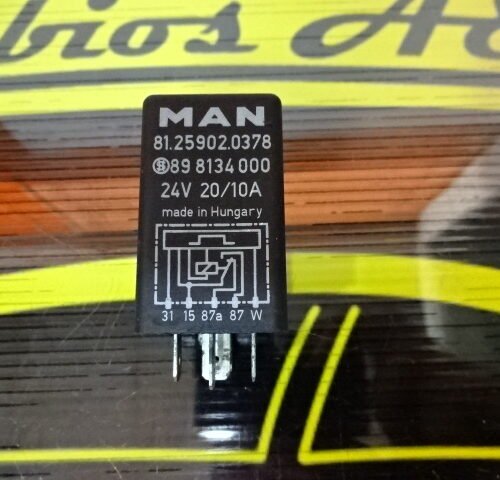 MAN
81.25902.0378
89 8134 000
24V 20/10A
made in Hungary
31 15 87a 87 W